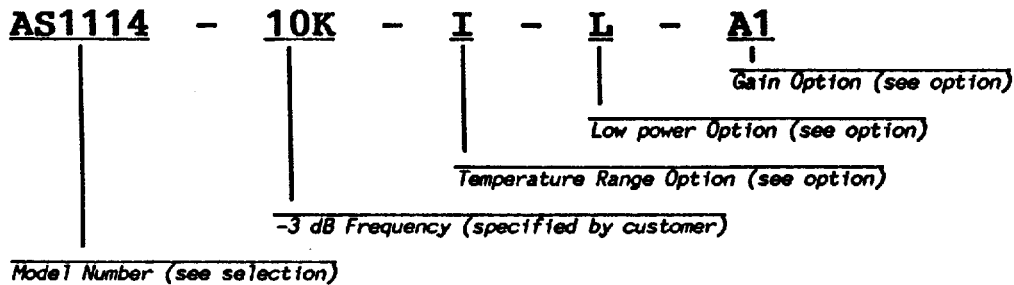 AS1114 - 10K - I - L - A1
Gain Option (see option)
Low power Option (see option)
Temperature Range Option (see option)
-3 dB Frequency (specified by customer)
Model Number (see selection)